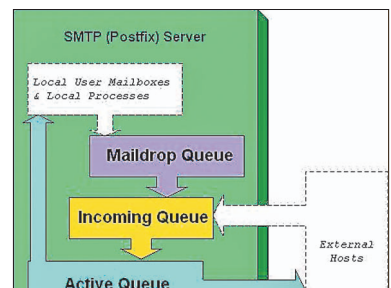 SMTP (Postfix) Server
Local User Mailboxes
& Local Processes
Maildrop Queue
Incoming Queue
External
Hosts
Active Queue